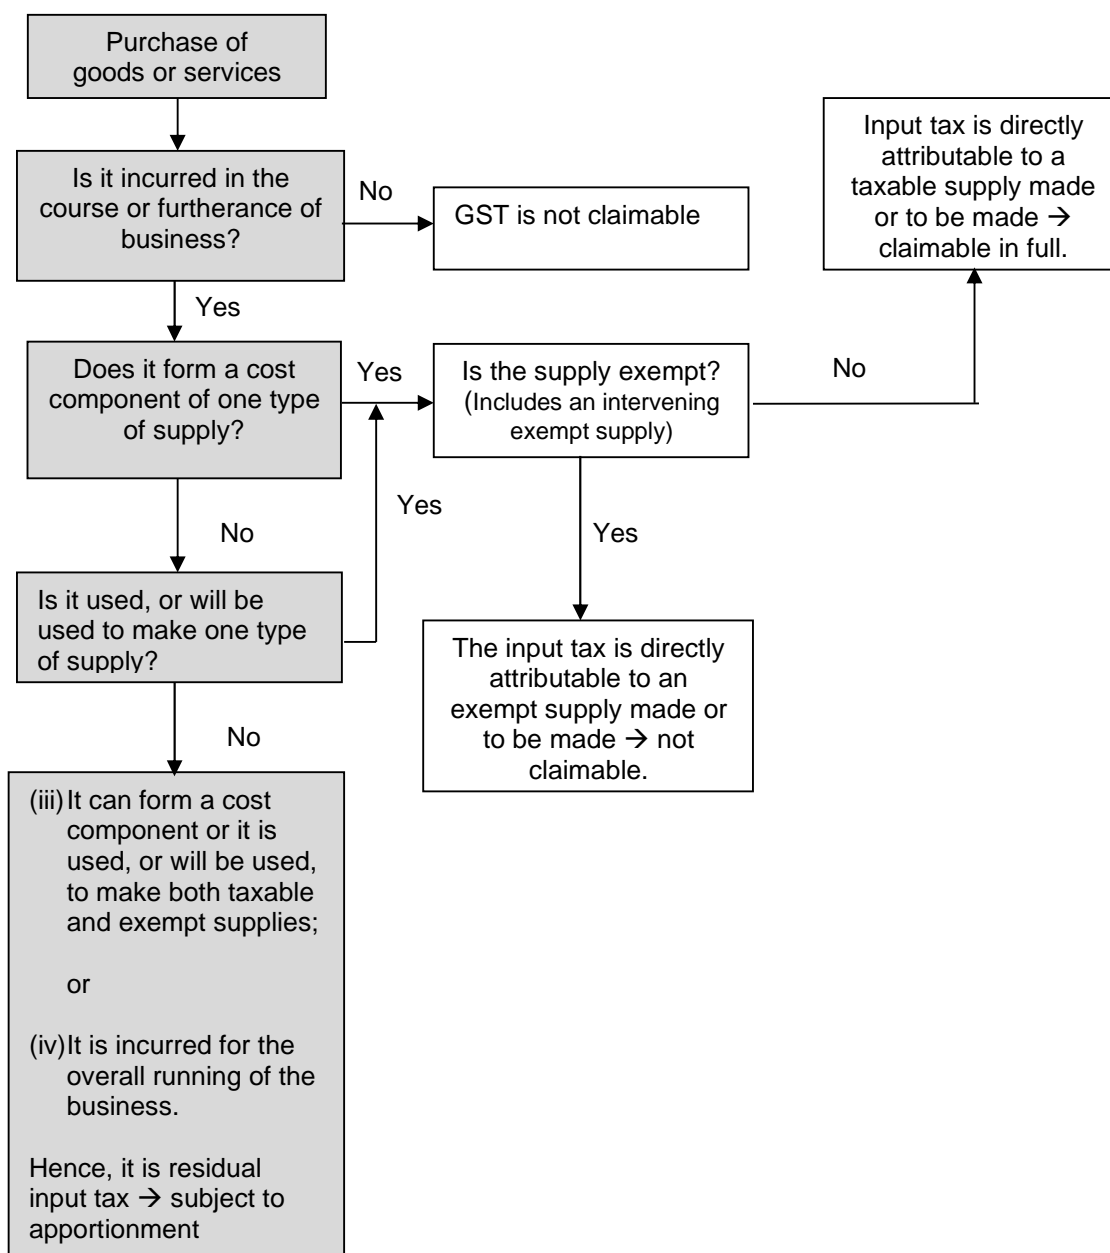 Purchase of
goods or services
Is it incurred in the
course or furtherance of
business?
No
GST is not claimable
Input tax is directly
attributable to a
taxable supply made
or to be made →
claimable in full.
Yes
Does it form a cost
component of one type
of supply?
Yes
Is the supply exempt?
(Includes an intervening
exempt supply)
No
Yes
No
Yes
Is it used, or will be
used to make one type
of supply?
The input tax is directly
attributable to an
exempt supply made or
to be made → not
claimable.
No
(iii) It can form a cost
component or it is
used, or will be used,
to make both taxable
and exempt supplies;
or
(iv) It is incurred for the
overall running of the
business.
Hence, it is residual
input tax → subject to
apportionment